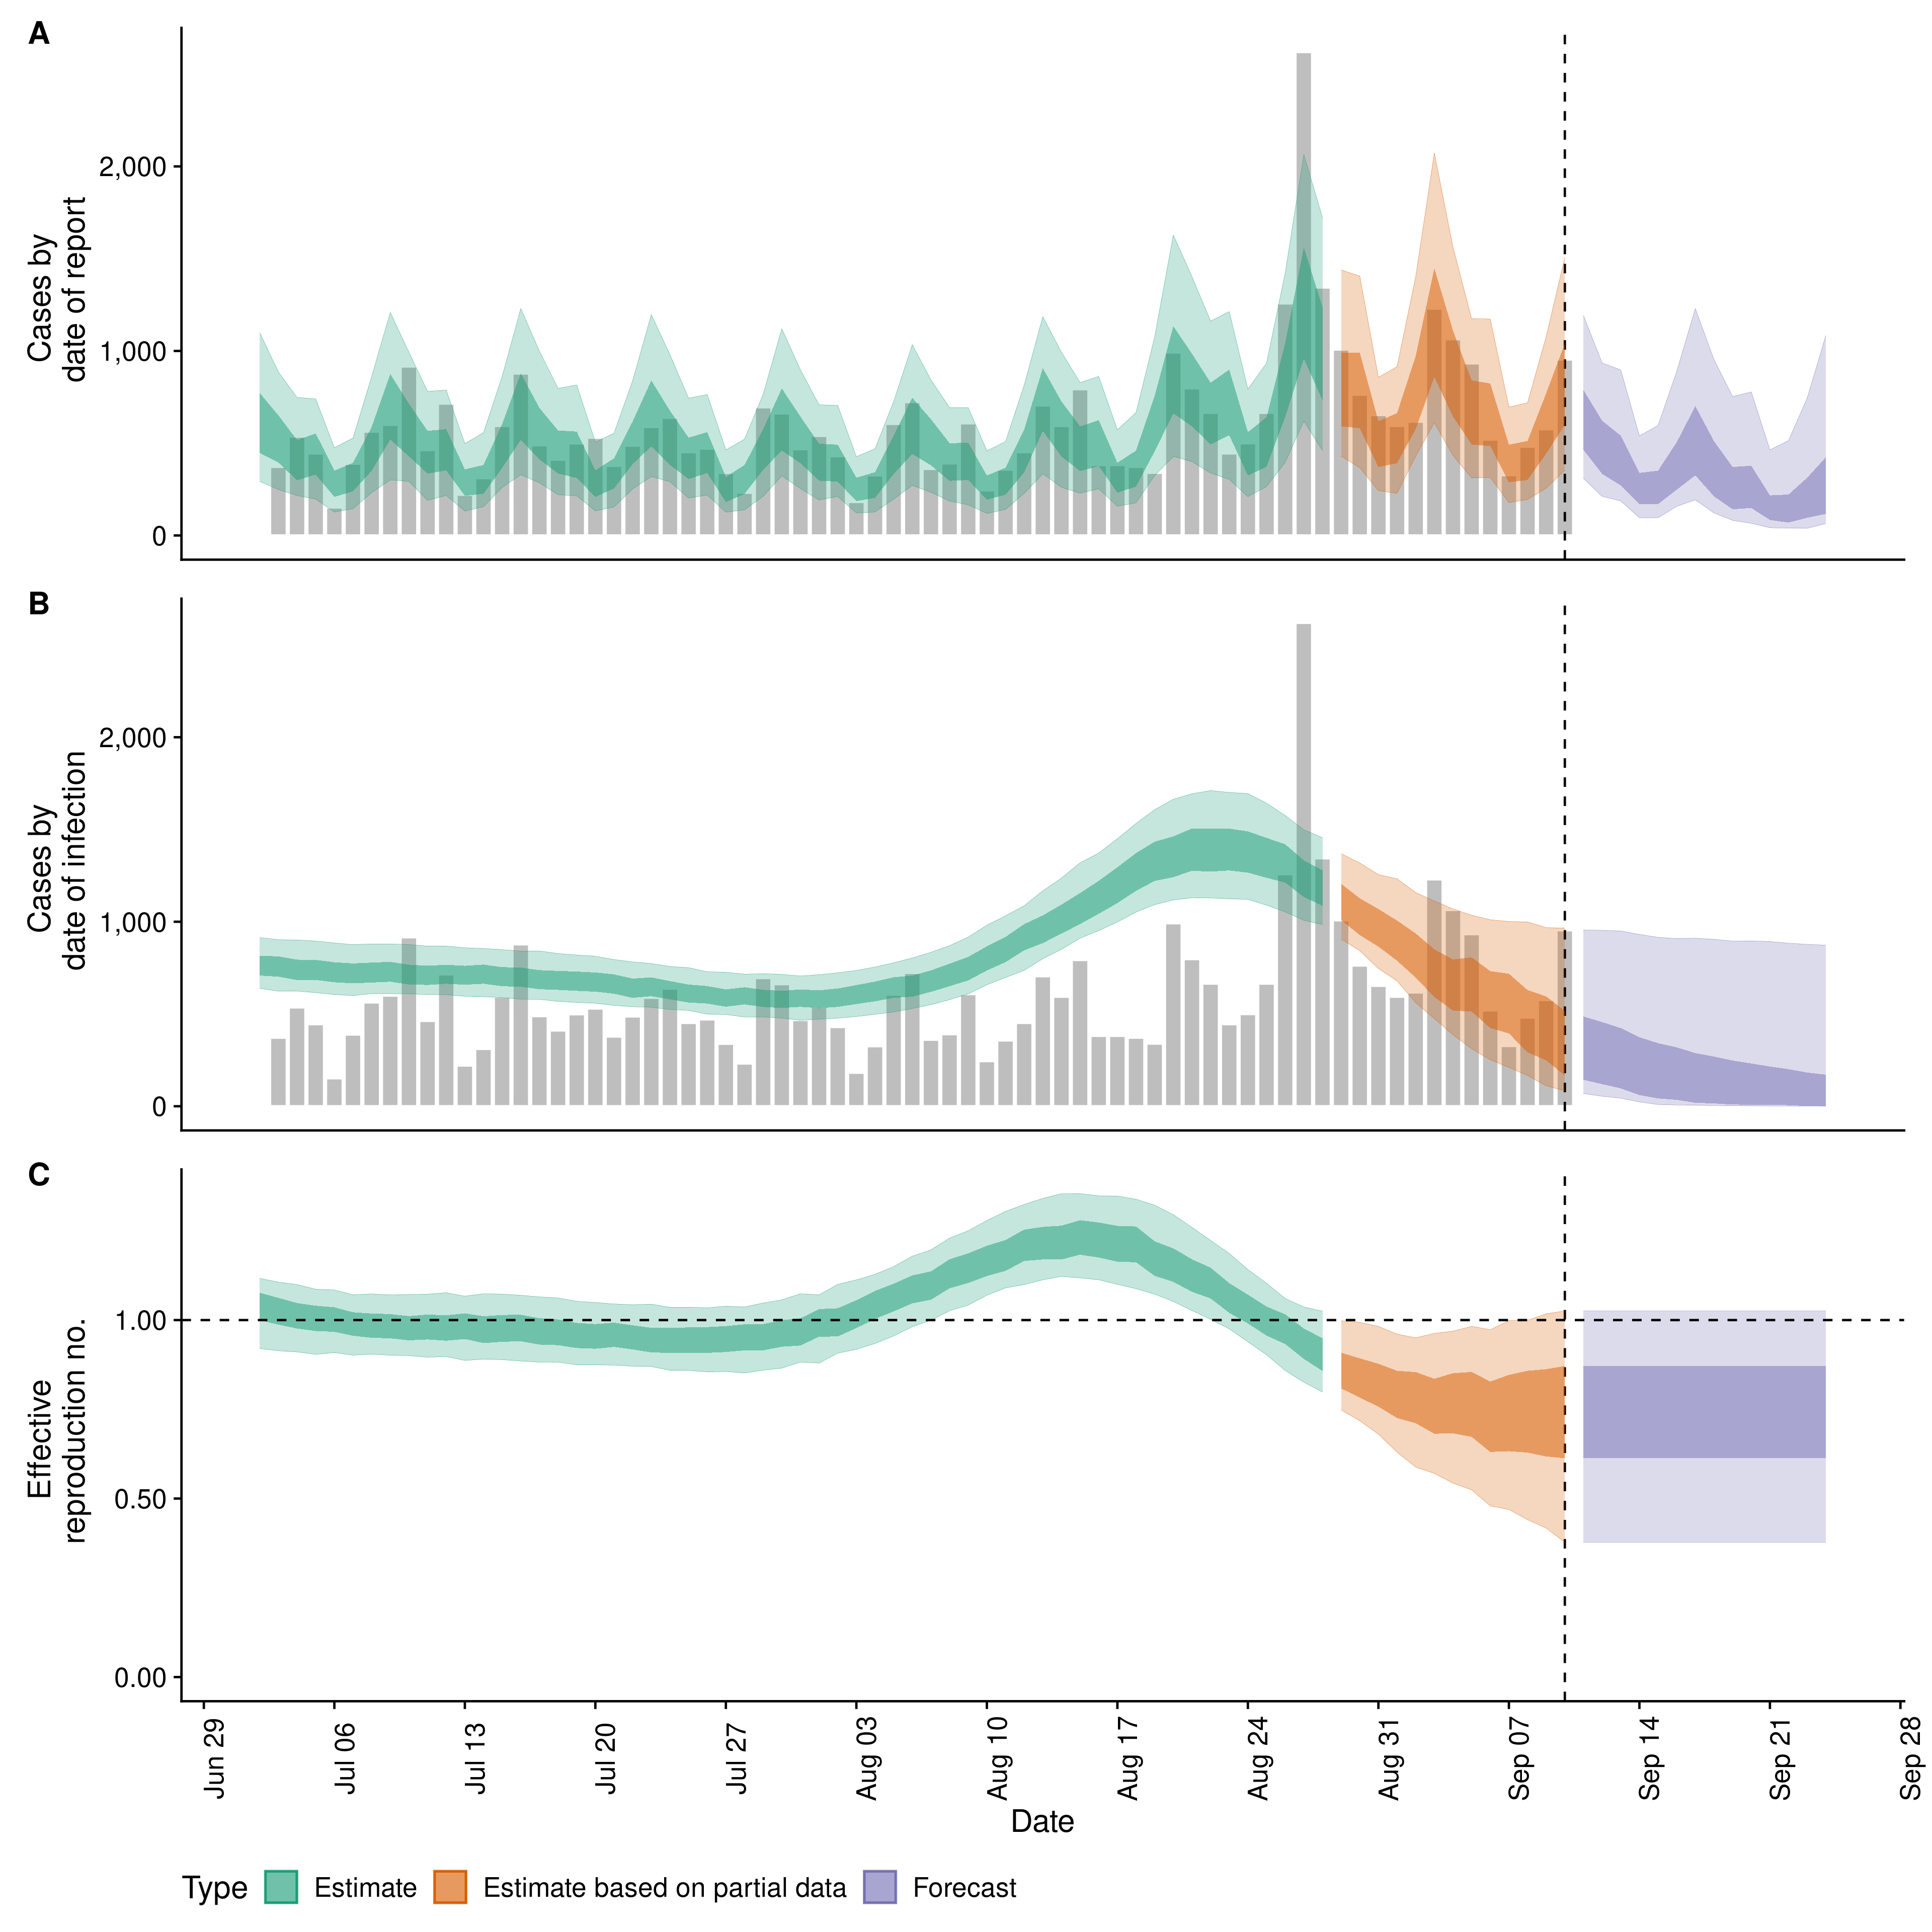 A
Cases by
date of report
2,000
1,000
0
B
Cases by
date of infection
2,000
1,000
0
C
Effective
reproduction no.
1.00
0.50
0.00
Jun 29
Jul 06
Jul 13
Jul 20
Jul 27
Aug 03
Aug 10
Aug 17
Aug 24
Aug 31
Sep 07
Sep 14
Sep 21
Sep 28
Date
Type Estimate Estimate based on partial data Forecast